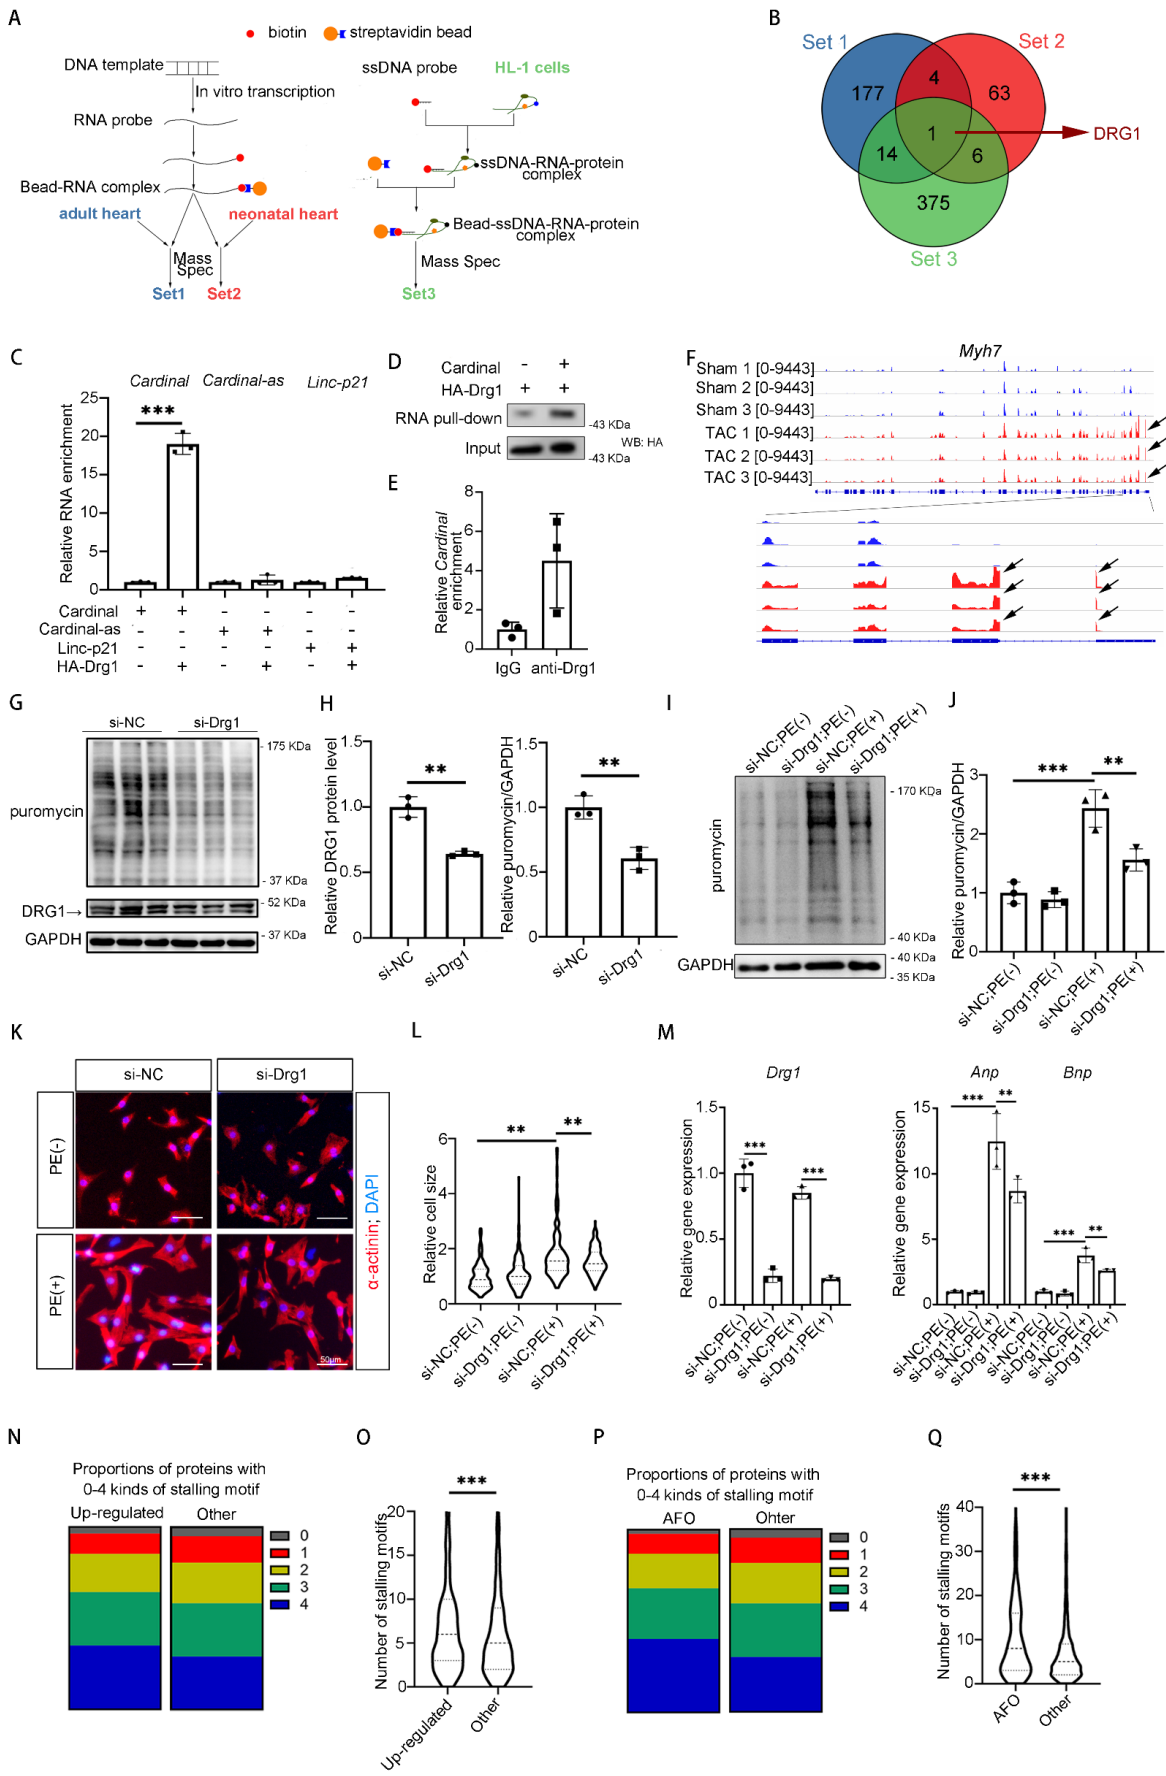 A
biotin
streptavidin bead
DNA template
In vitro transcription
RNA probe
Bead-RNA complex
adult heart
neonatal heart
Mass
Spec
Set1
Set2
ssDNA probe
HL-1 cells
ssDNA-RNA-protein
complex
Bead-ssDNA-RNA-protein
complex
Mass Spec
Set3
B
Set 1
Set 2
177
4
63
1
DRG1
14
6
375
Set 3
C
Cardinal
Cardinal-as
Linc-p21
***
Relative RNA enrichment
25
20
15
10
5
0
Cardinal + + - - - -
Cardinal-as - - + + - -
Linc-p21 - - - - + +
HA-Drg1 - + - + - +
D
Cardinal - +
HA-Drg1 + +
RNA pull-down
-43 KDa
Input
WB: HA
-43 KDa
E
Relative Cardinal
enrichment
8
6
4
2
0
IgG
anti-Drg1
F
Myh7
Sham 1 [0-9443]
Sham 2 [0-9443]
Sham 3 [0-9443]
TAC 1 [0-9443]
TAC 2 [0-9443]
TAC 3 [0-9443]
G
si-NC
si-Drg1
puromycin
- 175 KDa
- 37 KDa
DRG1→
- 52 KDa
GAPDH
- 37 KDa
H
Relative DRG1 protein level
1.5
1.0
0.5
0
**
si-NC
si-Drg1
Relative puromycin/GAPDH
1.5
1.0
0.5
0
**
si-NC
si-Drg1
I
si-NC;PE(-)
si-Drg1;PE(-)
si-NC;PE(+)
si-Drg1;PE(+)
puromycin
- 170 KDa
- 40 KDa
GAPDH
- 40 KDa
- 35 KDa
J
Relative puromycin/GAPDH
3
2
1
0
***
**
si-NC;PE(-)
si-Drg1;PE(-)
si-NC;PE(+)
si-Drg1;PE(+)
K
si-NC
si-Drg1
PE(-)
PE(+)
50μm
α-actinin; DAPI
L
Relative cell size
6
4
2
0
**
**
si-NC;PE(-)
si-Drg1;PE(-)
si-NC;PE(+)
si-Drg1;PE(+)
M
Drg1
Relative gene expression
1.5
1.0
0.5
0
***
***
si-NC;PE(-)
si-Drg1;PE(-)
si-NC;PE(+)
si-Drg1;PE(+)
Anp
Bnp
Relative gene expression
15
10
5
0
***
**
***
**
si-NC;PE(-)
si-Drg1;PE(-)
si-NC;PE(+)
si-Drg1;PE(+)
si-NC;PE(-)
si-Drg1;PE(-)
si-NC;PE(+)
si-Drg1;PE(+)
N
Proportions of proteins with
0-4 kinds of stalling motif
Up-regulated
Other
0
1
2
3
4
O
***
Number of stalling motifs
20
15
10
5
0
Up-regulated
Other
P
Proportions of proteins with
0-4 kinds of stalling motif
AFO
Ohter
0
1
2
3
4
Q
***
Number of stalling motifs
40
30
20
10
0
AFO
Other